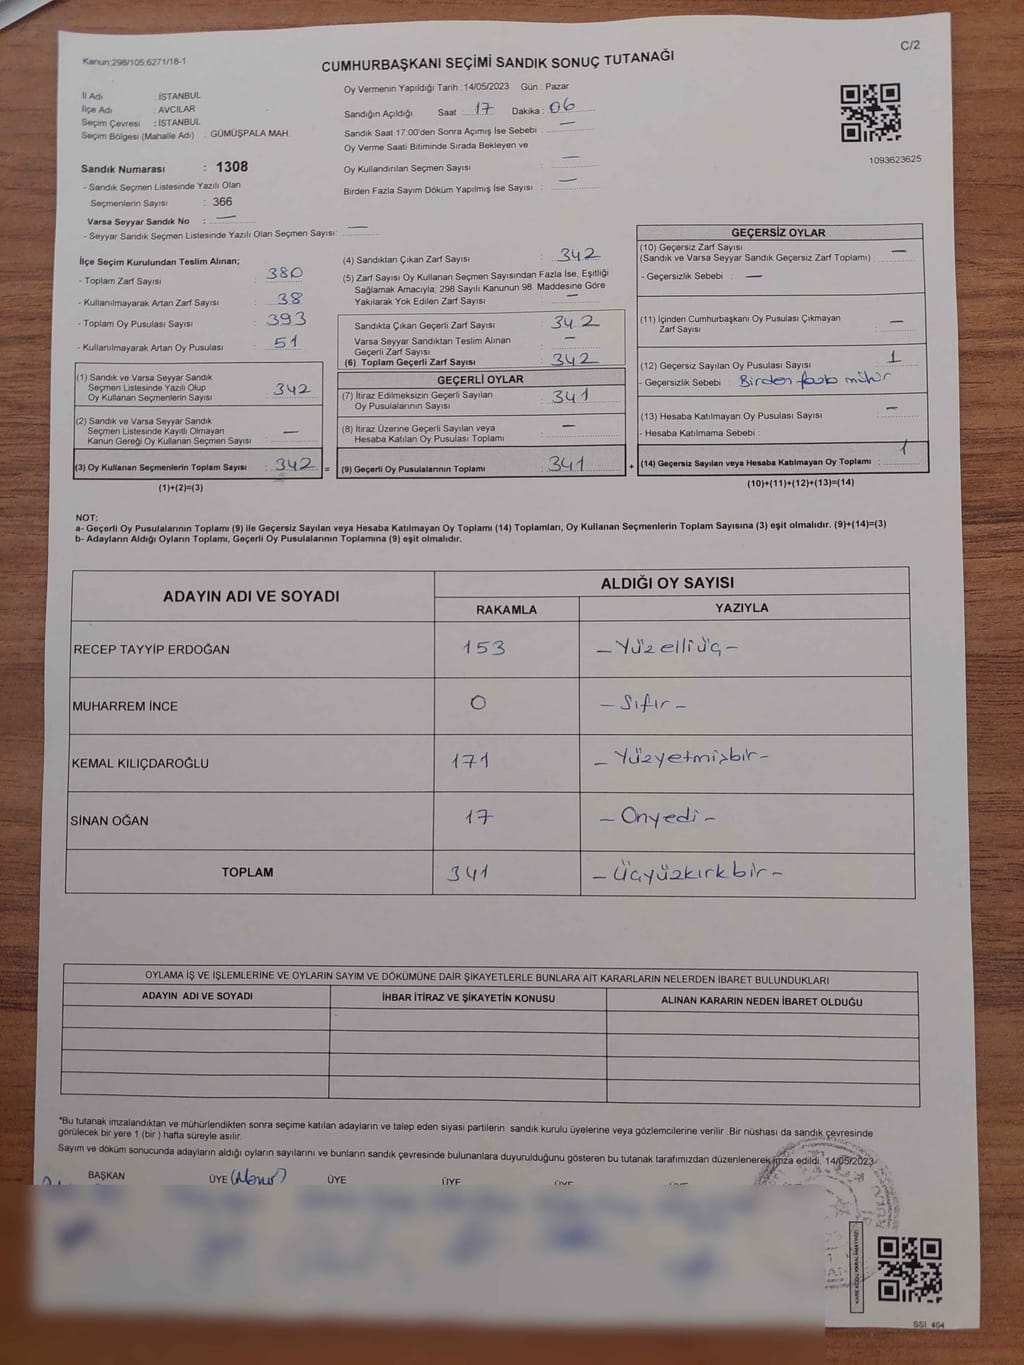 C/2
Kanun:298/105;6271/18-1
CUMHURBAŞKANI SEÇİMİ SANDIK SONUÇ TUTANAĞI
İl Adı : İSTANBUL
İlçe Adı : AVCILAR
Seçim Çevresi : İSTANBUL
Seçim Bölgesi (Mahalle Adı) : GÜMÜŞPALA MAH.
Sandık Numarası : 1308
- Sandık Seçmen Listesinde Yazılı Olan
Seçmenlerin Sayısı : 366
Varsa Seyyar Sandık No : —
- Seyyar Sandık Seçmen Listesinde Yazılı Olan Seçmen Sayısı: —
Oy Vermenin Yapıldığı Tarih : 14/05/2023 Gün : Pazar
Sandığın Açıldığı Saat : 17 Dakika : 06
Sandık Saat 17:00'den Sonra Açımış İse Sebebi : —
Oy Verme Saati Bitiminde Sırada Bekleyen ve
Oy Kullandırılan Seçmen Sayısı : —
Birden Fazla Sayım Döküm Yapılmış İse Sayısı : —
1093623625
İlçe Seçim Kurulundan Teslim Alınan;
- Toplam Zarf Sayısı : 380
- Kullanılmayarak Artan Zarf Sayısı : 38
- Toplam Oy Pusulası Sayısı : 393
- Kullanılmayarak Artan Oy Pusulası : 51
(1) Sandık ve Varsa Seyyar Sandık
Seçmen Listesinde Yazılı Olup
Oy Kullanan Seçmenlerin Sayısı : 342
(2) Sandık ve Varsa Seyyar Sandık
Seçmen Listesinde Kayıtlı Olmayan
Kanun Gereği Oy Kullanan Seçmen Sayısı : —
(3) Oy Kullanan Seçmenlerin Toplam Sayısı : 342 =
(1)+(2)=(3)
(4) Sandıktan Çıkan Zarf Sayısı : 342
(5) Zarf Sayısı Oy Kullanan Seçmen Sayısından Fazla İse, Eşitliği
Sağlamak Amacıyla; 298 Sayılı Kanunun 98. Maddesine Göre
Yakılarak Yok Edilen Zarf Sayısı : —
Sandıkta Çıkan Geçerli Zarf Sayısı : 342
Varsa Seyyar Sandıktan Teslim Alınan
Geçerli Zarf Sayısı : —
(6) Toplam Geçerli Zarf Sayısı : 342
GEÇERLİ OYLAR
(7) İtiraz Edilmeksizin Geçerli Sayılan
Oy Pusulalarının Sayısı : 341
(8) İtiraz Üzerine Geçerli Sayılan veya
Hesaba Katılan Oy Pusulası Toplamı : —
(9) Geçerli Oy Pusulalarının Toplamı : 341 +
GEÇERSİZ OYLAR
(10) Geçersiz Zarf Sayısı
(Sandık ve Varsa Seyyar Sandık Geçersiz Zarf Toplamı) : —
- Geçersizlik Sebebi : —
(11) İçinden Cumhurbaşkanı Oy Pusulası Çıkmayan
Zarf Sayısı : —
(12) Geçersiz Sayılan Oy Pusulası Sayısı : 1
- Geçersizlik Sebebi : Birden fazla mühür
(13) Hesaba Katılmayan Oy Pusulası Sayısı : —
- Hesaba Katılmama Sebebi :
(14) Geçersiz Sayılan veya Hesaba Katılmayan Oy Toplamı : 1
(10)+(11)+(12)+(13)=(14)
NOT:
a- Geçerli Oy Pusulalarının Toplamı (9) ile Geçersiz Sayılan veya Hesaba Katılmayan Oy Toplamı (14) Toplamları, Oy Kullanan Seçmenlerin Toplam Sayısına (3) eşit olmalıdır. (9)+(14)=(3)
b- Adayların Aldığı Oyların Toplamı, Geçerli Oy Pusulalarının Toplamına (9) eşit olmalıdır.
ADAYIN ADI VE SOYADI
ALDIĞI OY SAYISI
RAKAMLA YAZIYLA
RECEP TAYYİP ERDOĞAN 153 – Yüzelliüç –
MUHARREM İNCE 0 – Sıfır –
KEMAL KILIÇDAROĞLU 171 – Yüzyetmişbir –
SİNAN OĞAN 17 – Onyedi –
TOPLAM 341 – Üçyüzkırkbir –
OYLAMA İŞ VE İŞLEMLERİNE VE OYLARIN SAYIM VE DÖKÜMÜNE DAİR ŞİKAYETLERLE BUNLARA AİT KARARLARIN NELERDEN İBARET BULUNDUKLARI
ADAYIN ADI VE SOYADI İHBAR İTİRAZ VE ŞİKAYETİN KONUSU ALINAN KARARIN NEDEN İBARET OLDUĞU
*Bu tutanak imzalandıktan ve mühürlendikten sonra seçime katılan adayların ve talep eden siyasi partilerin sandık kurulu üyelerine veya gözlemcilerine verilir. Bir nüshası da sandık çevresinde
görülecek bir yere 1 (bir ) hafta süreyle asılır.
Sayım ve döküm sonucunda adayların aldığı oyların sayılarını ve bunların sandık çevresinde bulunanlara duyurulduğunu gösteren bu tutanak tarafımızdan düzenlenerek imza edildi. 14/05/2023
BAŞKAN ÜYE ÜYE ÜYE ÜYE ÜYE
SSI 404